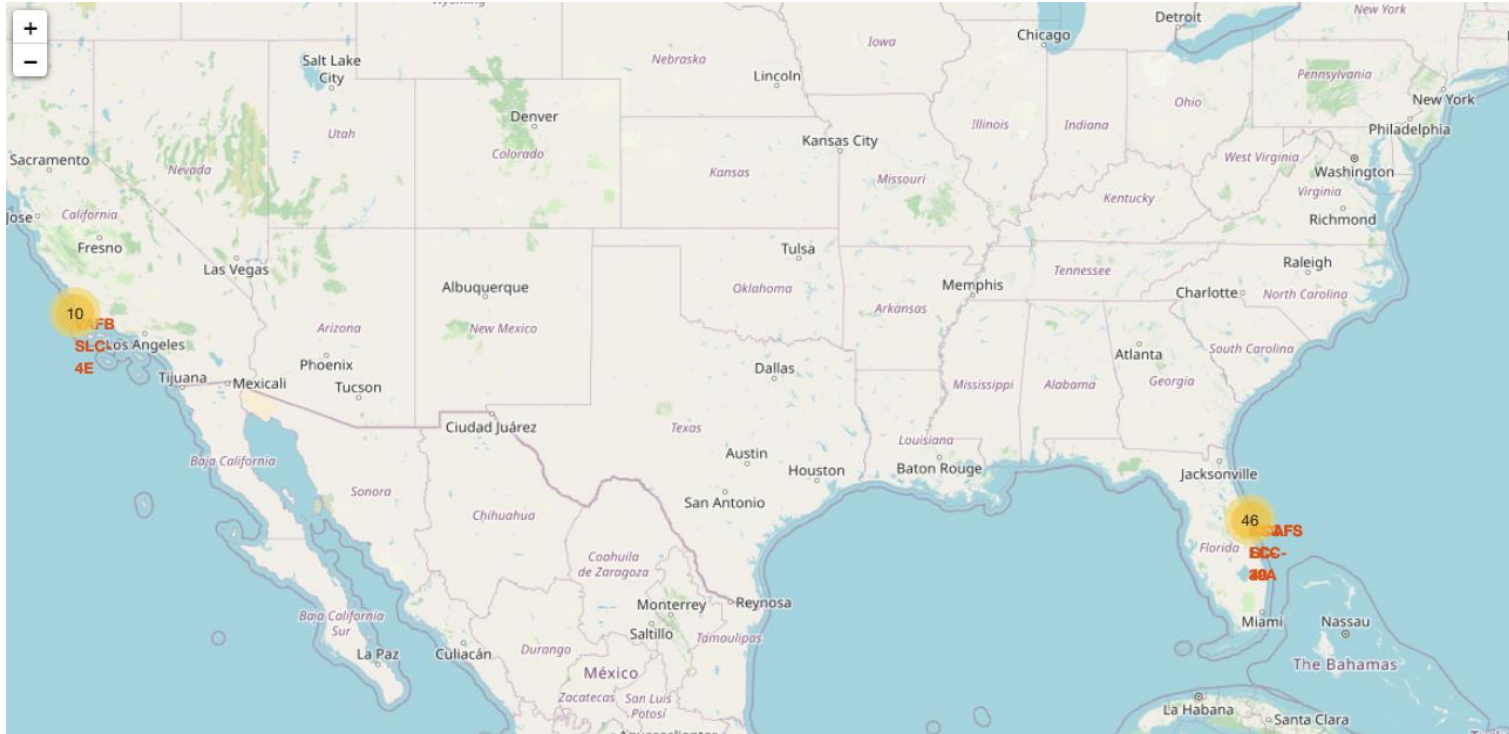 Wyoming
+
−
Detroit
New York
Chicago
Iowa
Salt Lake
City
Nebraska
Lincoln
Pennsylvania
New York
Denver
Ohio
Illinois
Indiana
Utah
Philadelphia
Kansas City
Colorado
Sacramento
West Virginia
Nevada
Kansas
Missouri
Washington
Virginia
Kentucky
Jose
California
Richmond
Fresno
Tulsa
Las Vegas
Raleigh
Tennessee
Albuquerque
Oklahoma
Memphis
Charlotte
North Carolina
10
Arkansas
AFB
Arizona
New Mexico
SLC-
Los Angeles
South Carolina
Atlanta
4E
Phoenix
Dallas
Tijuana
Mexicali
Tucson
Mississippi
Alabama
Georgia
Ciudad Juárez
Texas
Louisiana
Austin
Baja California
Houston
Baton Rouge
Jacksonville
Sonora
San Antonio
Chihuahua
46
AFS
Florida
Coahuila
de Zaragoza
Monterrey
Reynosa
Baja California
Sur
Saltillo
Tamaulipas
Miami
Nassau
La Paz
Culiacán
Durango
México
The Bahamas
Zacatecas
San Luis
Potosí
La Habana
Santa Clara